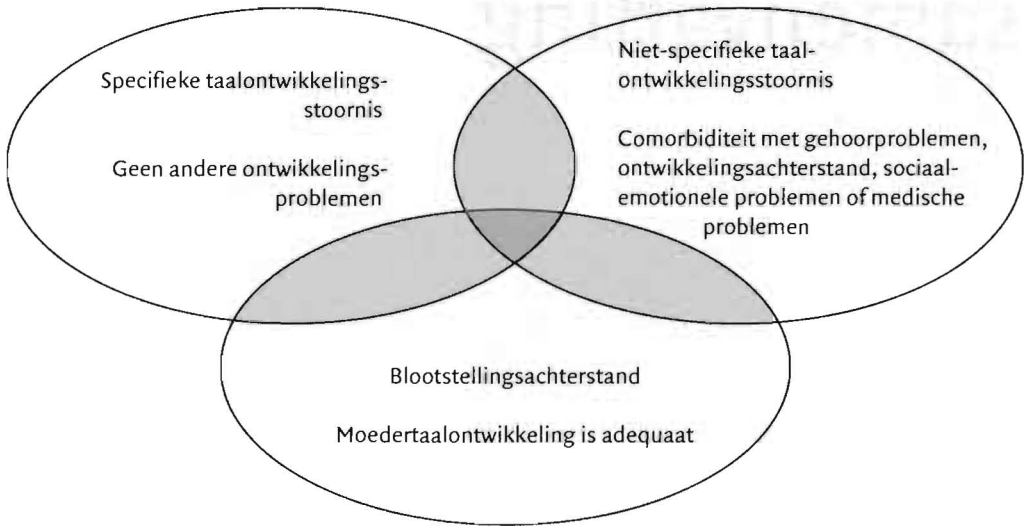 Specifieke taalontwikkelings-
stoornis
Geen andere ontwikkelings-
problemen
Niet-specifieke taal-
ontwikkelingsstoornis
Comorbiditeit met gehoorproblemen,
ontwikkelingsachterstand, sociaal-
emotionele problemen of medische
problemen
Blootstellingsachterstand
Moedertaalontwikkeling is adequaat